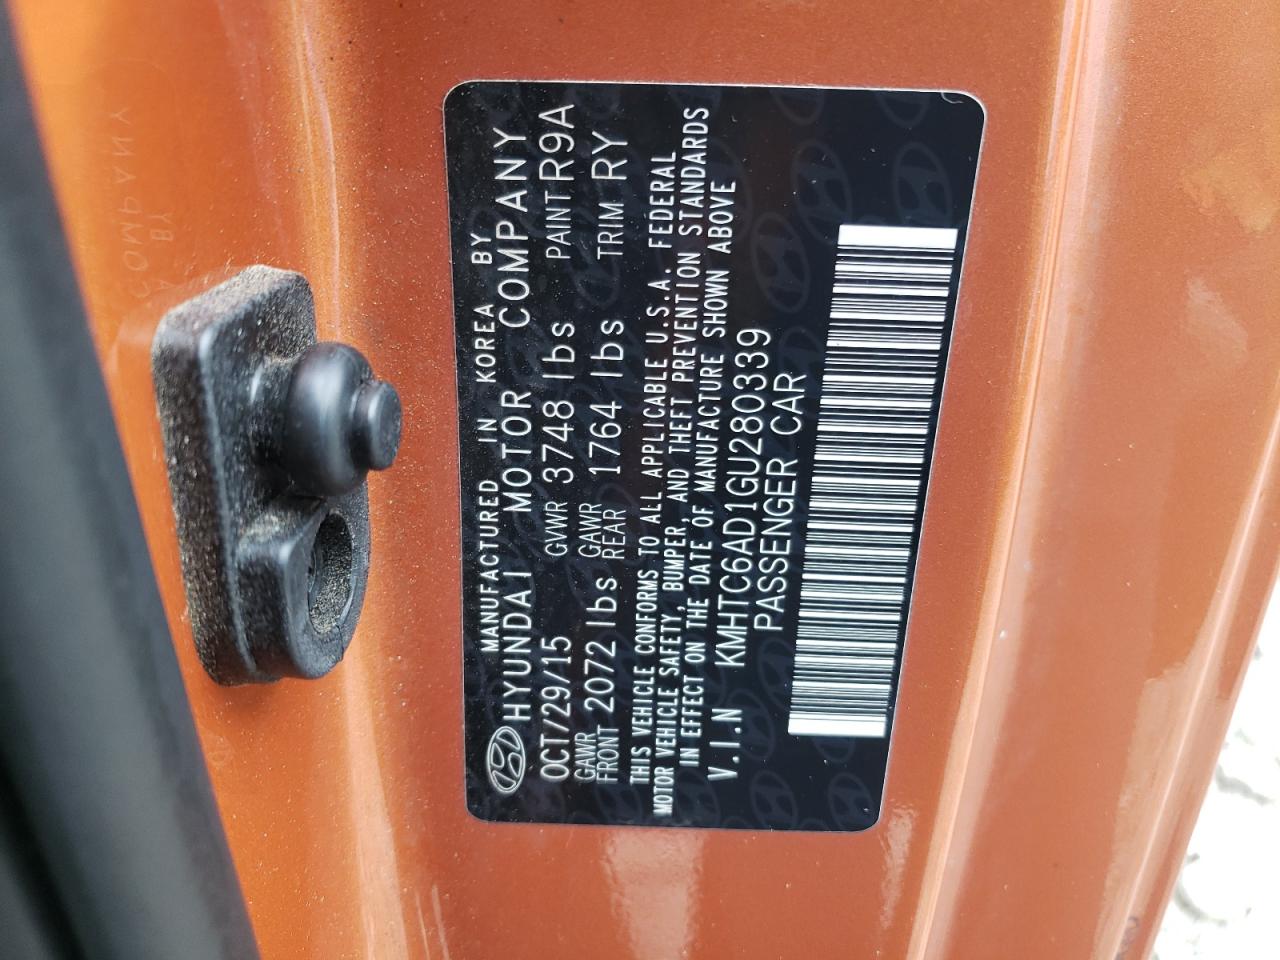 MANUFACTURED IN KOREA BY
HYUNDAI MOTOR COMPANY
OCT/29/15 GVWR 3748 lbs PAINT R9A
GAWR FRONT 2072 lbs GAWR REAR 1764 lbs TRIM RY
THIS VEHICLE CONFORMS TO ALL APPLICABLE U.S.A. FEDERAL
MOTOR VEHICLE SAFETY, BUMPER, AND THEFT PREVENTION STANDARDS
IN EFFECT ON THE DATE OF MANUFACTURE SHOWN ABOVE
V.I.N KMHTC6AD1GU280339
PASSENGER CAR